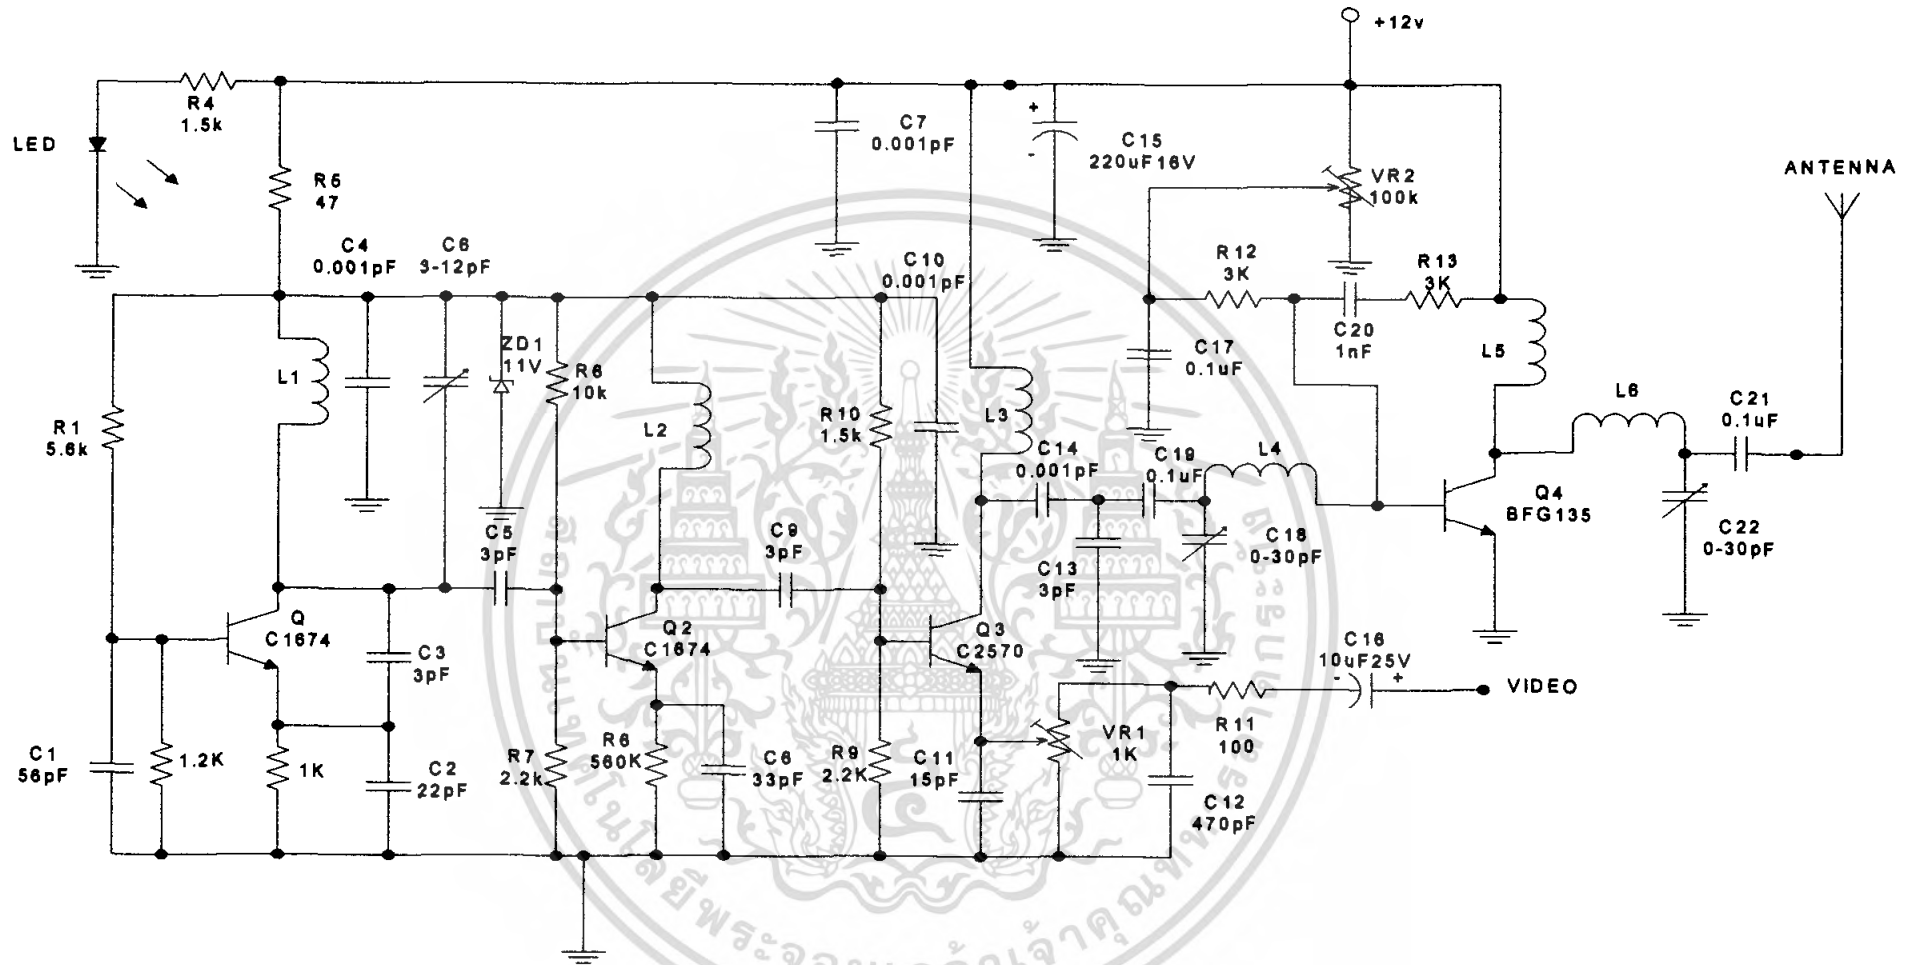 +12v
R4
1.5k
LED
R5
47
C7
0.001pF
C15
220uF16V
+
-
VR2
100k
ANTENNA
C4
0.001pF
C6
3-12pF
C10
0.001pF
R12
3K
R13
3K
C20
1nF
ZD1
11V
L1
R6
10k
L2
R10
1.5k
L3
C17
0.1uF
L5
L6
C21
0.1uF
R1
5.6k
C14
0.001pF
C19
0.1uF
L4
Q4
BFG135
C5
3pF
C9
3pF
C18
0-30pF
C22
0-30pF
C13
3pF
Q
C1674
C3
3pF
Q2
C1674
Q3
C2570
C16
10uF25V
-
+
VIDEO
R11
100
VR1
1K
C1
56pF
1.2K
1K
C2
22pF
R7
2.2k
R6
560K
C6
33pF
R9
2.2K
C11
15pF
C12
470pF